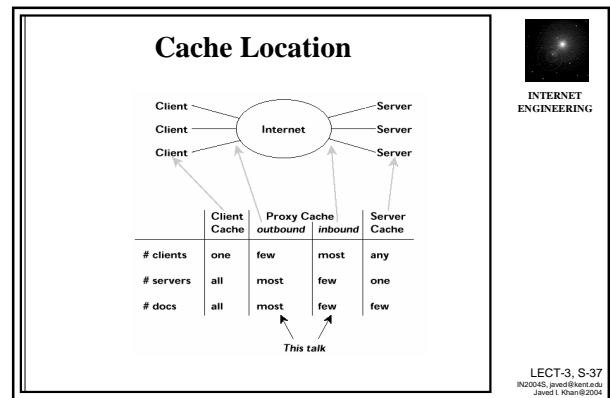 Cache Location
Client
Server
Client
Internet
Server
Client
Server
Client Proxy Cache Server
Cache outbound inbound Cache
# clients one few most any
# servers all most few one
# docs all most few few
This talk
INTERNET
ENGINEERING
LECT-3, S-37
IN2004S, javed@kent.edu
Javed I. Khan@2004